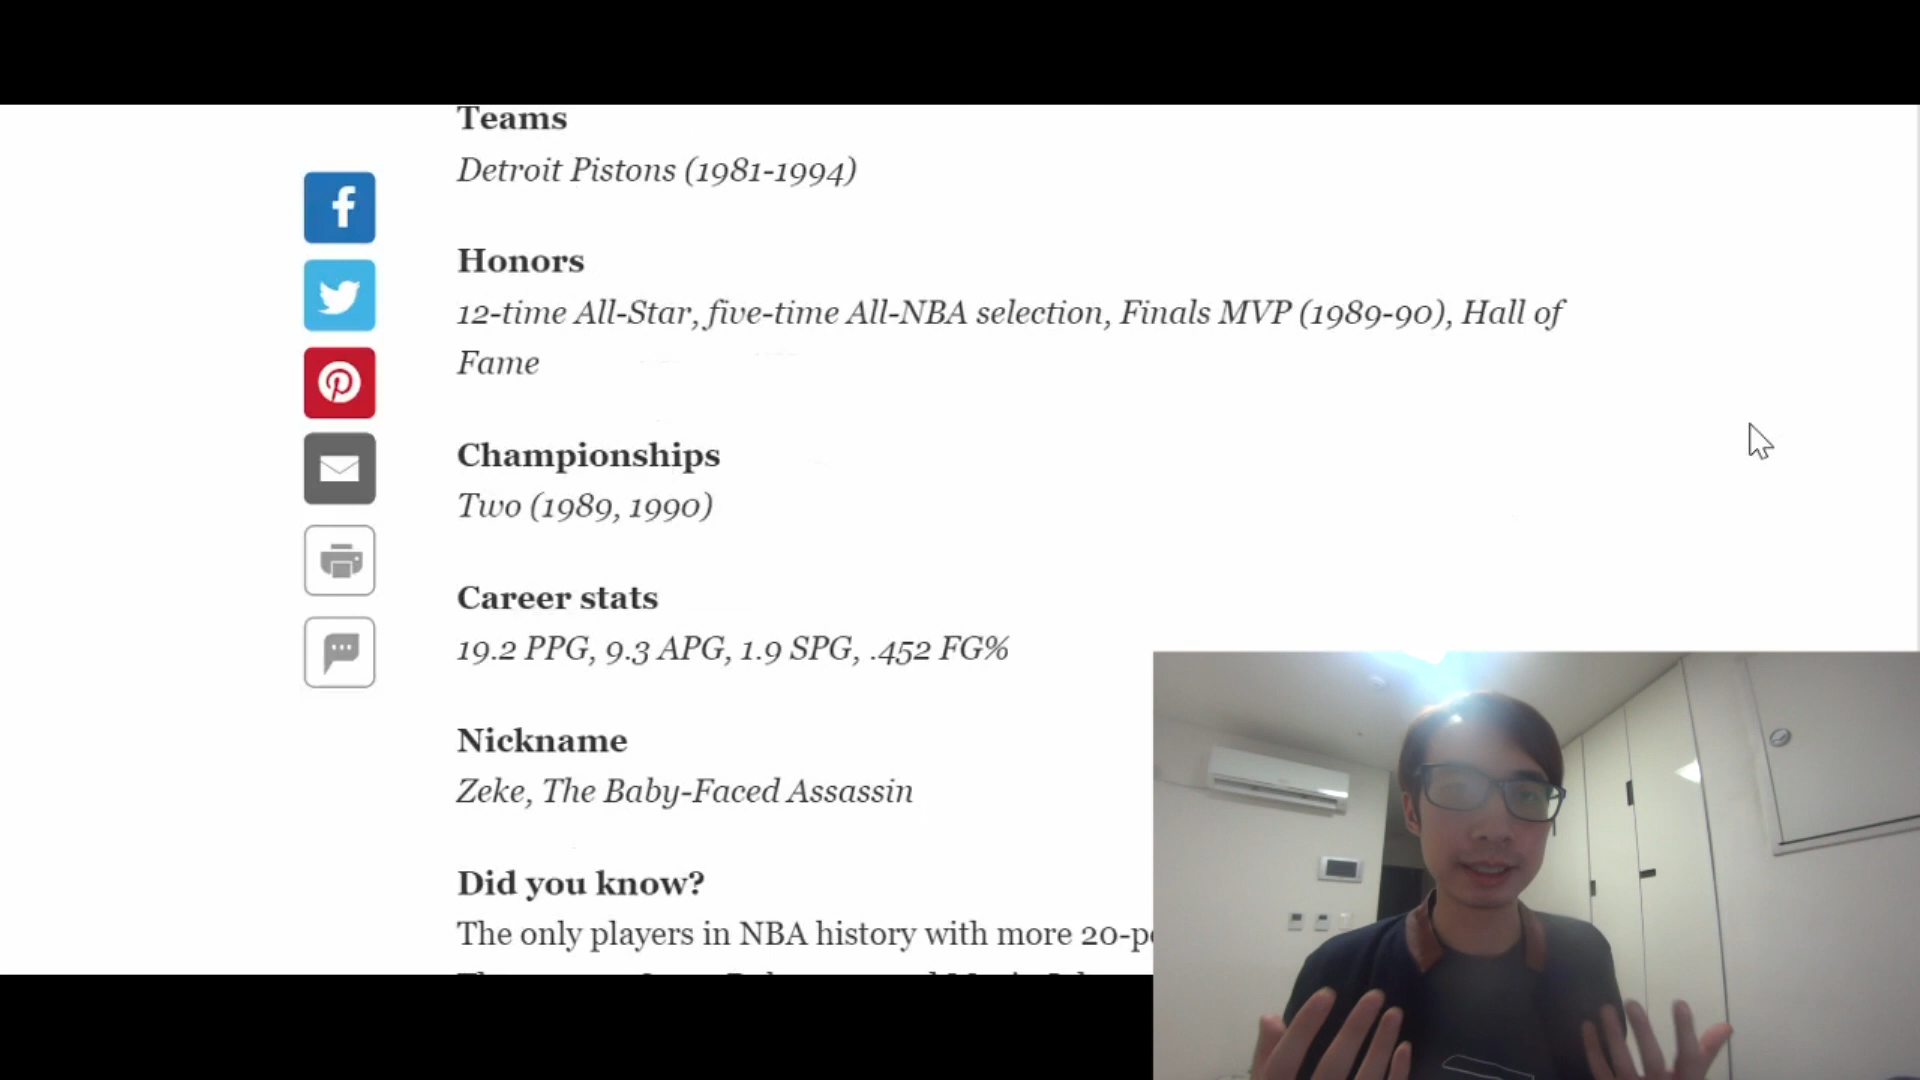 Teams
Detroit Pistons (1981-1994)
Honors
12-time All-Star, five-time All-NBA selection, Finals MVP (1989-90), Hall of
Fame
Championships
Two (1989, 1990)
Career stats
19.2 PPG, 9.3 APG, 1.9 SPG, .452 FG%
Nickname
Zeke, The Baby-Faced Assassin
Did you know?
The only players in NBA history with more 20-p